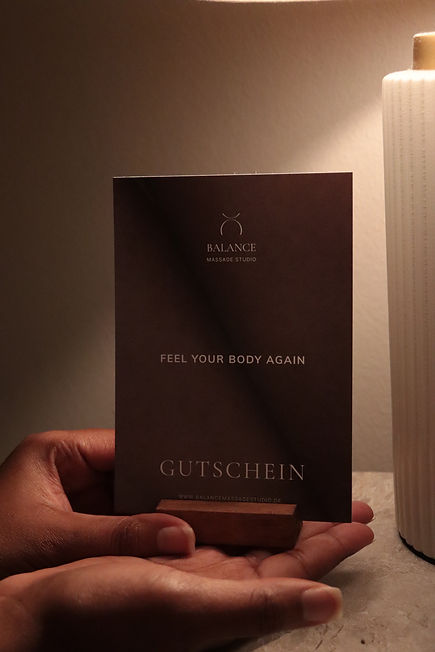 BALANCE
MASSAGE STUDIO
FEEL YOUR BODY AGAIN
GUTSCHEIN
WWW.BALANCEMASSAGESTUDIO.DE